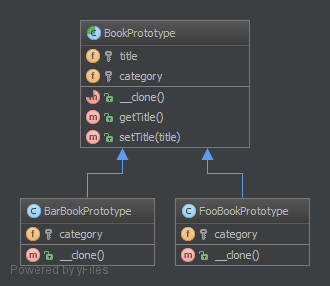 BookPrototype
title
category
__clone()
getTitle()
setTitle(title)
BarBookPrototype
category
__clone()
FooBookPrototype
category
__clone()
Powered by yFiles